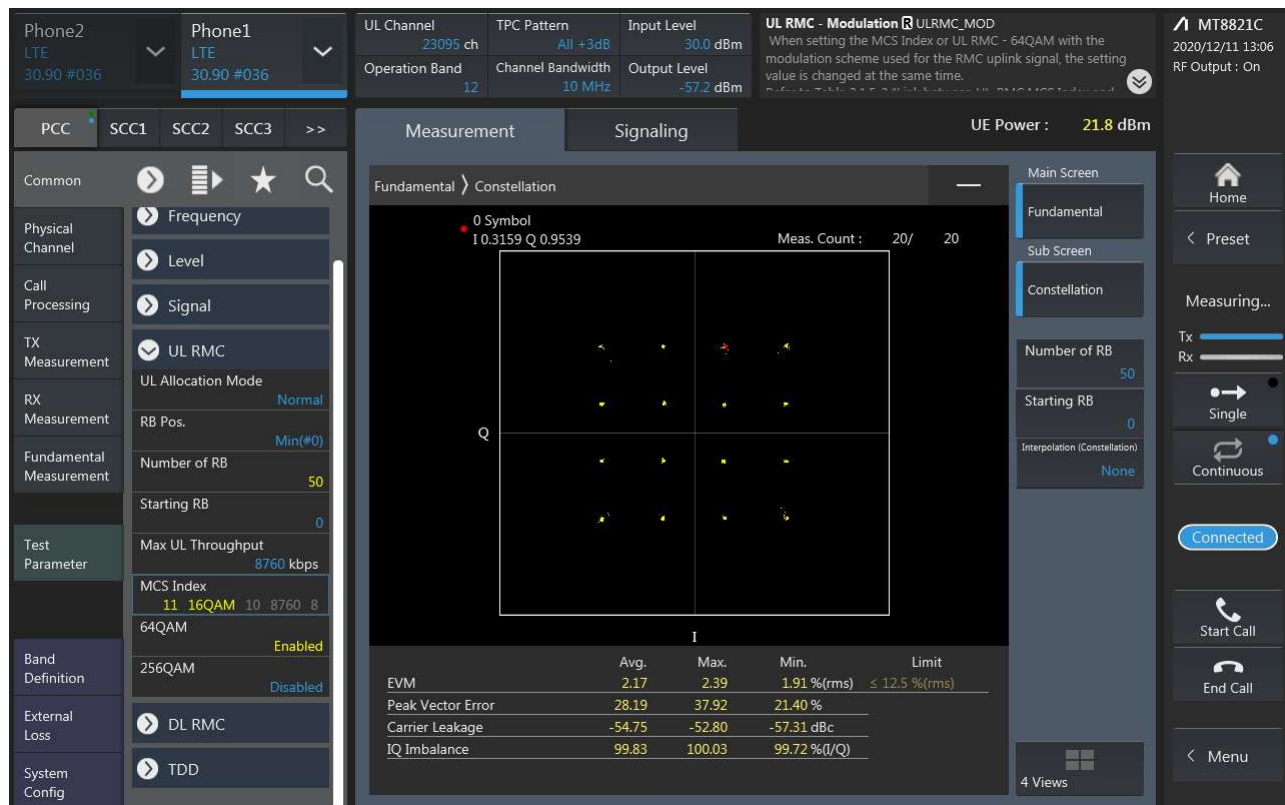 Phone2
LTE
30.90 #036
Phone1
LTE
30.90 #036
UL Channel
23095 ch
TPC Pattern
All +3dB
Input Level
30.0 dBm
Operation Band
12
Channel Bandwidth
10 MHz
Output Level
-57.2 dBm
UL RMC - Modulation R ULRMC_MOD
When setting the MCS Index or UL RMC - 64QAM with the
modulation scheme used for the RMC uplink signal, the setting
value is changed at the same time.
MT8821C
2020/12/11 13:06
RF Output : On
PCC
SCC1
SCC2
SCC3
>>
Measurement
Signaling
UE Power : 21.8 dBm
Common
Physical
Channel
Call
Processing
TX
Measurement
RX
Measurement
Fundamental
Measurement
Test
Parameter
Band
Definition
External
Loss
System
Config
Frequency
Level
Signal
UL RMC
UL Allocation Mode
Normal
RB Pos.
Min(#0)
Number of RB
50
Starting RB
0
Max UL Throughput
8760 kbps
MCS Index
11 16QAM 10 8760 8
64QAM
Enabled
256QAM
Disabled
DL RMC
TDD
Fundamental > Constellation
0 Symbol
I 0.3159 Q 0.9539
Meas. Count : 20/ 20
Q
I
Avg. Max. Min. Limit
EVM 2.17 2.39 1.91 %(rms) ≤ 12.5 %(rms)
Peak Vector Error 28.19 37.92 21.40 %
Carrier Leakage -54.75 -52.80 -57.31 dBc
IQ Imbalance 99.83 100.03 99.72 %(I/Q)
Main Screen
Fundamental
Sub Screen
Constellation
Number of RB
50
Starting RB
0
Interpolation (Constellation)
None
4 Views
Home
< Preset
Measuring...
Tx
Rx
Single
Continuous
Connected
Start Call
End Call
< Menu